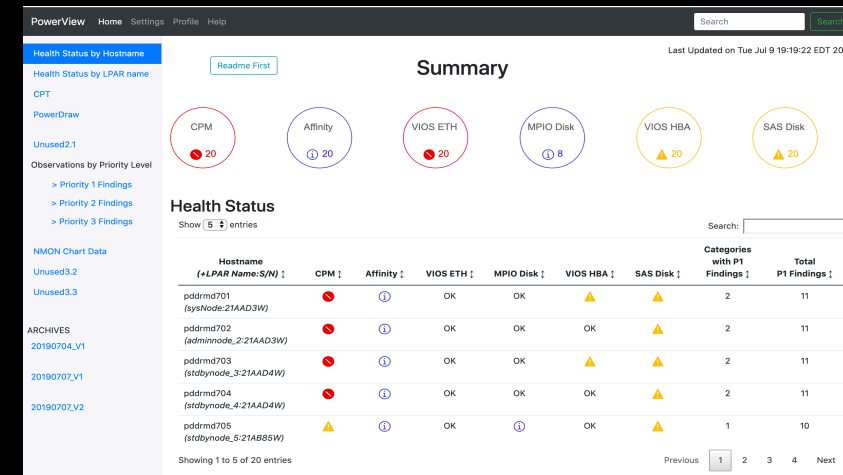 PowerView Home Settings Profile Help Search Search
Health Status by Hostname
Health Status by LPAR name
CPT
PowerDraw
Unused2.1
Observations by Priority Level
> Priority 1 Findings
> Priority 2 Findings
> Priority 3 Findings
NMON Chart Data
Unused3.2
Unused3.3
ARCHIVES
20190704_V1
20190707_V1
20190707_V2
Last Updated on Tue Jul 9 19:19:22 EDT 20
Readme First
Summary
CPM Affinity VIOS ETH MPIO Disk VIOS HBA SAS Disk
20 20 20 8 20 20
Health Status
Show 5 entries
Search:
Hostname (+LPAR Name:S/N) CPM Affinity VIOS ETH MPIO Disk VIOS HBA SAS Disk Categories with P1 Findings Total P1 Findings
pddrmd701 OK OK 2 11
(sysNode:21AAD3W)
pddrmd702 OK OK OK 2 11
(adminnode_2:21AAD3W)
pddrmd703 OK OK 2 11
(stdbynode_3:21AAD4W)
pddrmd704 OK OK OK 2 11
(stdbynode_4:21AAD4W)
pddrmd705 OK OK 1 10
(stdbynode_5:21AB85W)
Showing 1 to 5 of 20 entries
Previous 1 2 3 4 Next